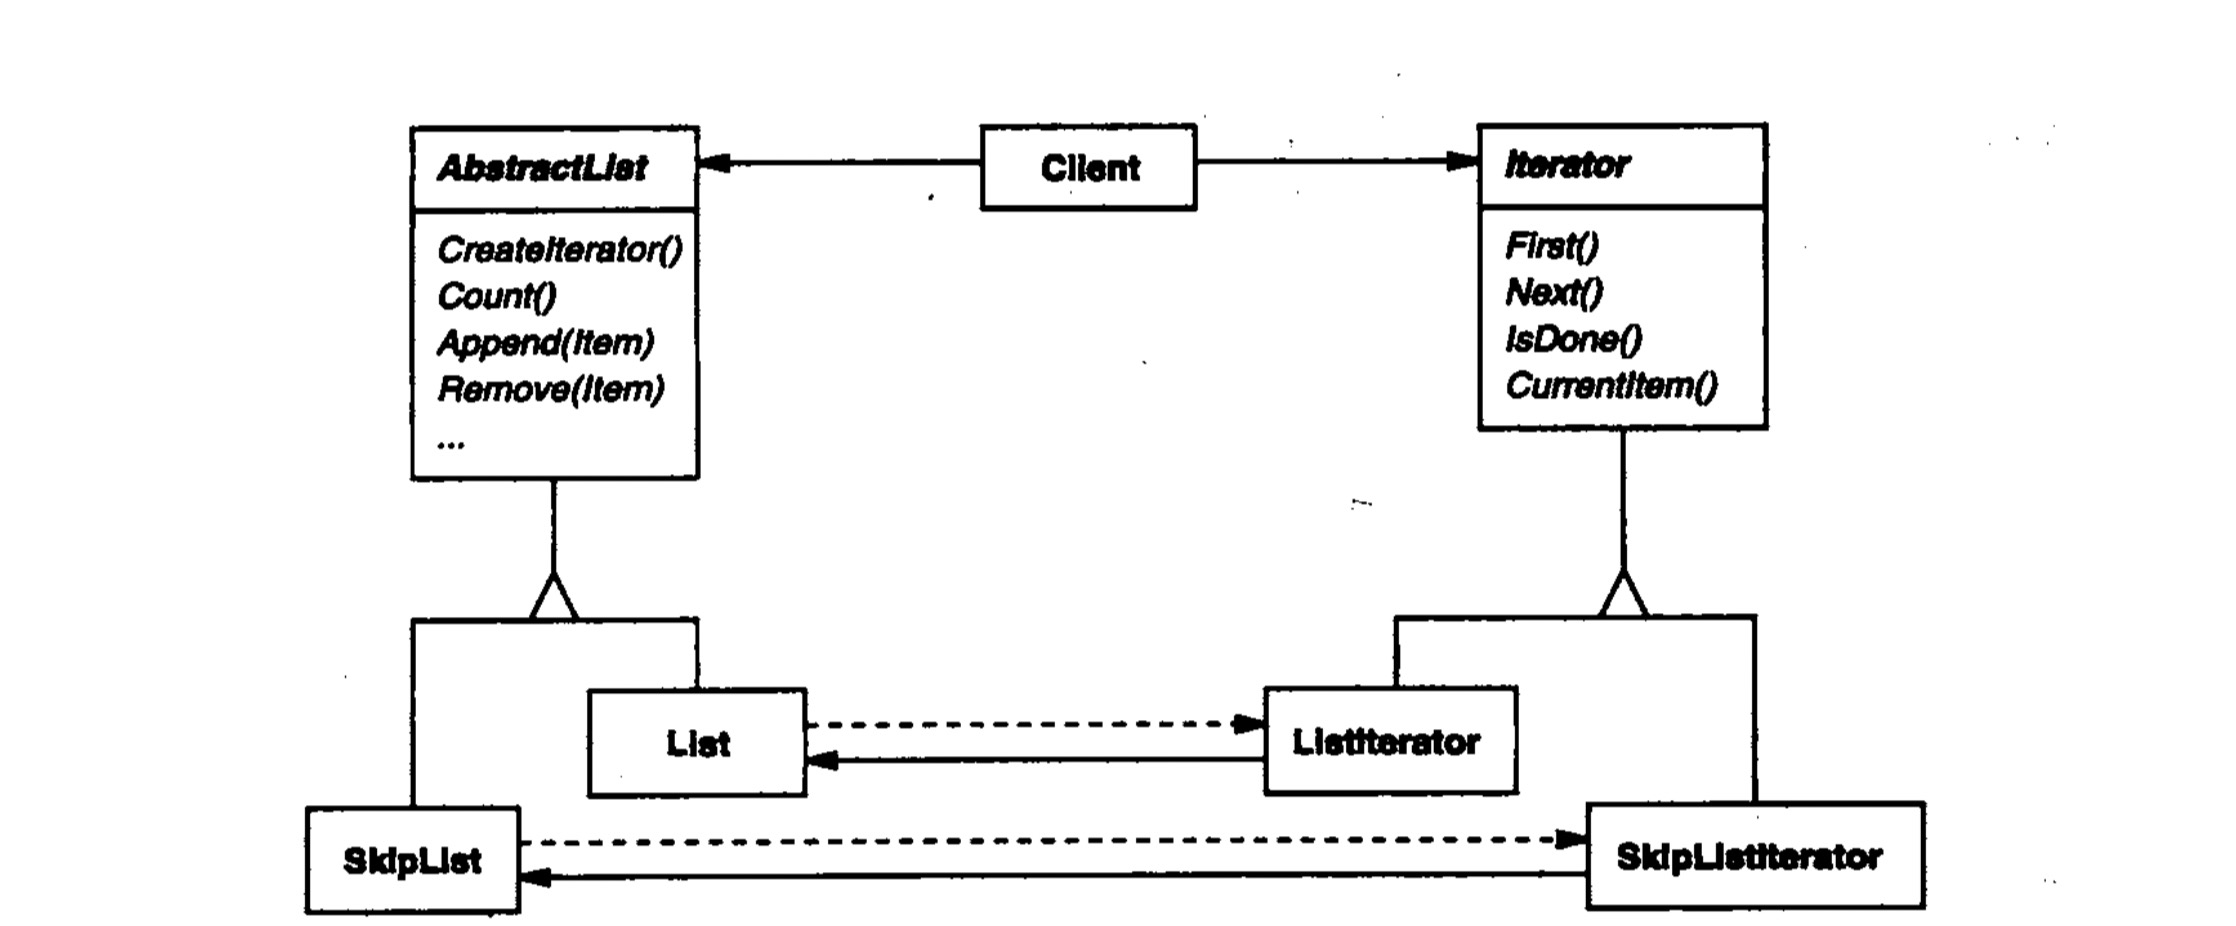 AbstractList
CreateIterator()
Count()
Append(Item)
Remove(Item)
...
Client
Iterator
First()
Next()
IsDone()
CurrentItem()
List
ListIterator
SkipList
SkipListIterator